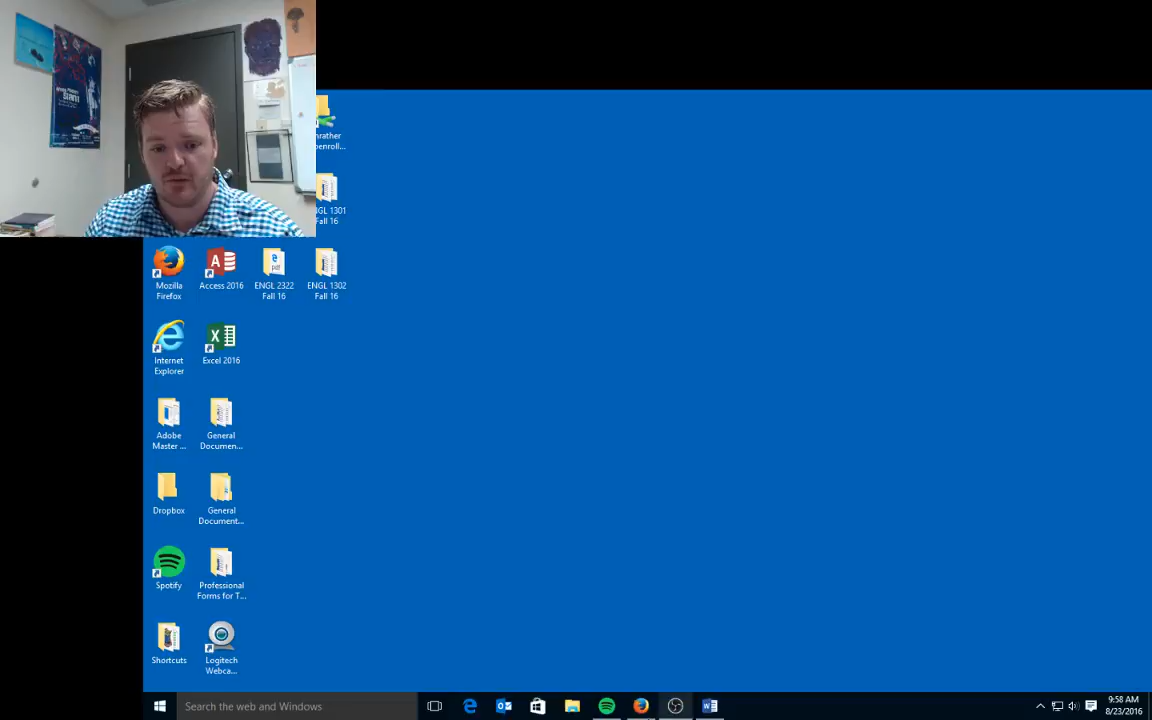 nrather
penroll...
GL 1301
Fall 16
Mozilla
Firefox
Access 2016
ENGL 2322
Fall 16
ENGL 1302
Fall 16
Internet
Explorer
Excel 2016
Adobe
Master ...
General
Documen...
Dropbox
General
Document...
Spotify
Professional
Forms for T...
Shortcuts
Logitech
Webca...
Search the web and Windows
9:58 AM
8/23/2016